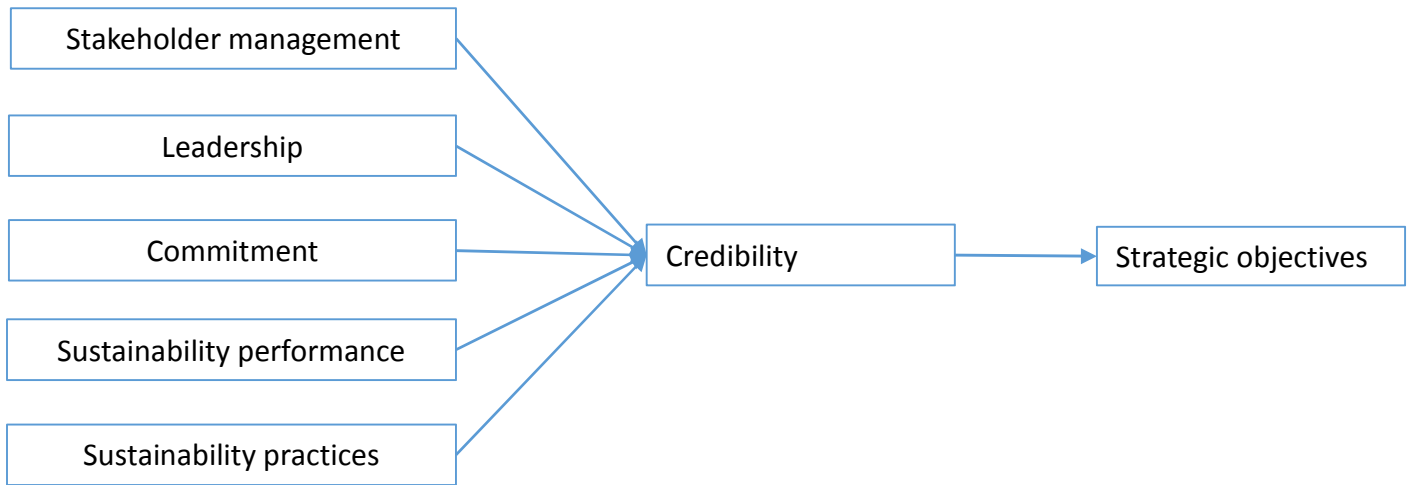 Stakeholder management
Leadership
Commitment
Sustainability performance
Sustainability practices
Credibility
Strategic objectives